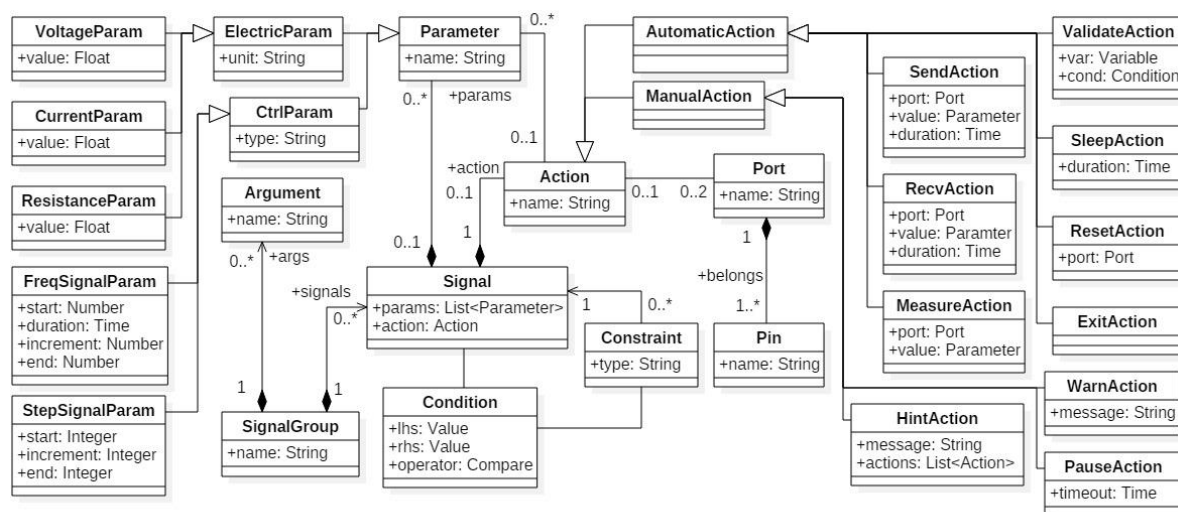 VoltageParam
+value: Float
ElectricParam
+unit: String
Parameter
+name: String
0..*
AutomaticAction
ValidateAction
+var: Variable
+cond: Condition
SendAction
+port: Port
+value: Parameter
+duration: Time
ManualAction
CurrentParam
+value: Float
CtrlParam
+type: String
0..*
+params
0..1
SleepAction
+duration: Time
+action
0..1
Action
+name: String
0..1
0..2
Port
+name: String
RecvAction
+port: Port
+value: Paramter
+duration: Time
ResistanceParam
+value: Float
Argument
+name: String
ResetAction
+port: Port
0..1
1
1
0..*
+args
+belongs
FreqSignalParam
+start: Number
+duration: Time
+increment: Number
+end: Number
+signals
0..*
Signal
+params: List<Parameter>
+action: Action
1
0..*
1..*
MeasureAction
+port: Port
+value: Parameter
ExitAction
Constraint
+type: String
Pin
+name: String
1
1
StepSignalParam
+start: Integer
+increment: Integer
+end: Integer
SignalGroup
+name: String
Condition
+lhs: Value
+rhs: Value
+operator: Compare
WarnAction
+message: String
HintAction
+message: String
+actions: List<Action>
PauseAction
+timeout: Time